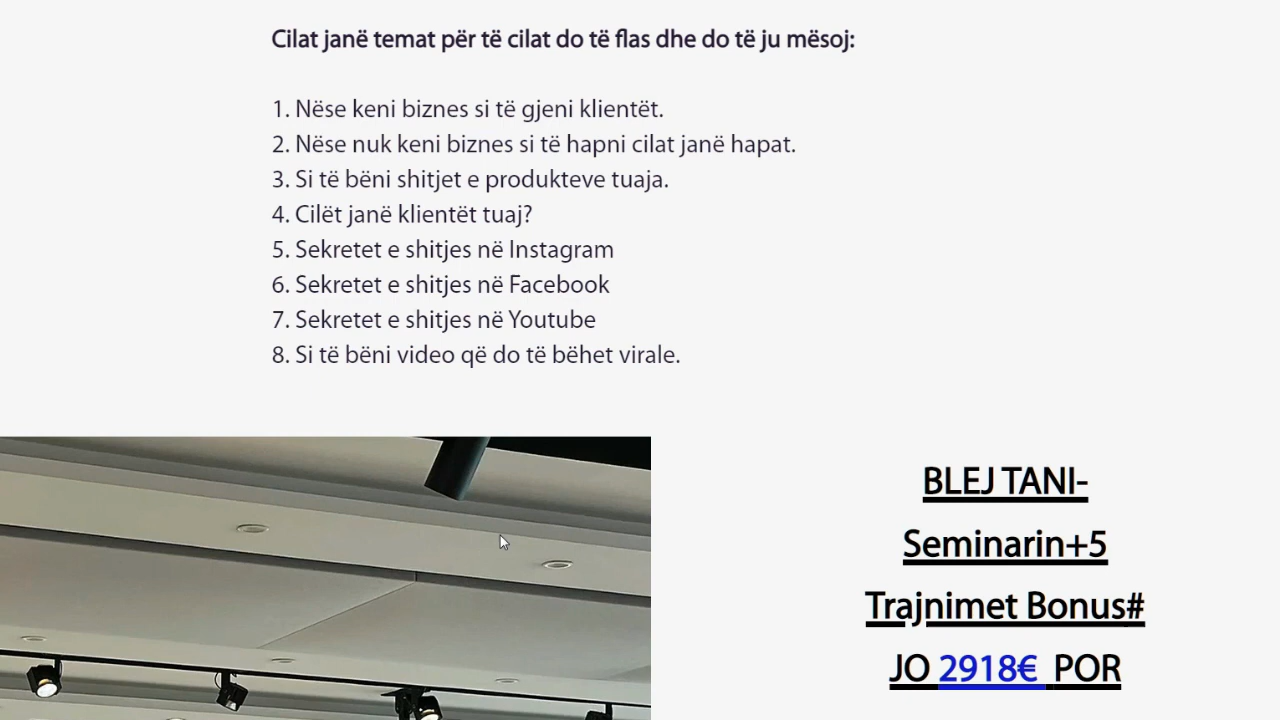 Cilat janë temat për të cilat do të flas dhe do të ju mësoj:
1. Nëse keni biznes si të gjeni klientët.
2. Nëse nuk keni biznes si të hapni cilat janë hapat.
3. Si të bëni shitjet e produkteve tuaja.
4. Cilët janë klientët tuaj?
5. Sekretet e shitjes në Instagram
6. Sekretet e shitjes në Facebook
7. Sekretet e shitjes në Youtube
8. Si të bëni video që do të bëhet virale.
BLEJ TANI-
Seminarin+5
Trajnimet Bonus#
JO 2918€ POR